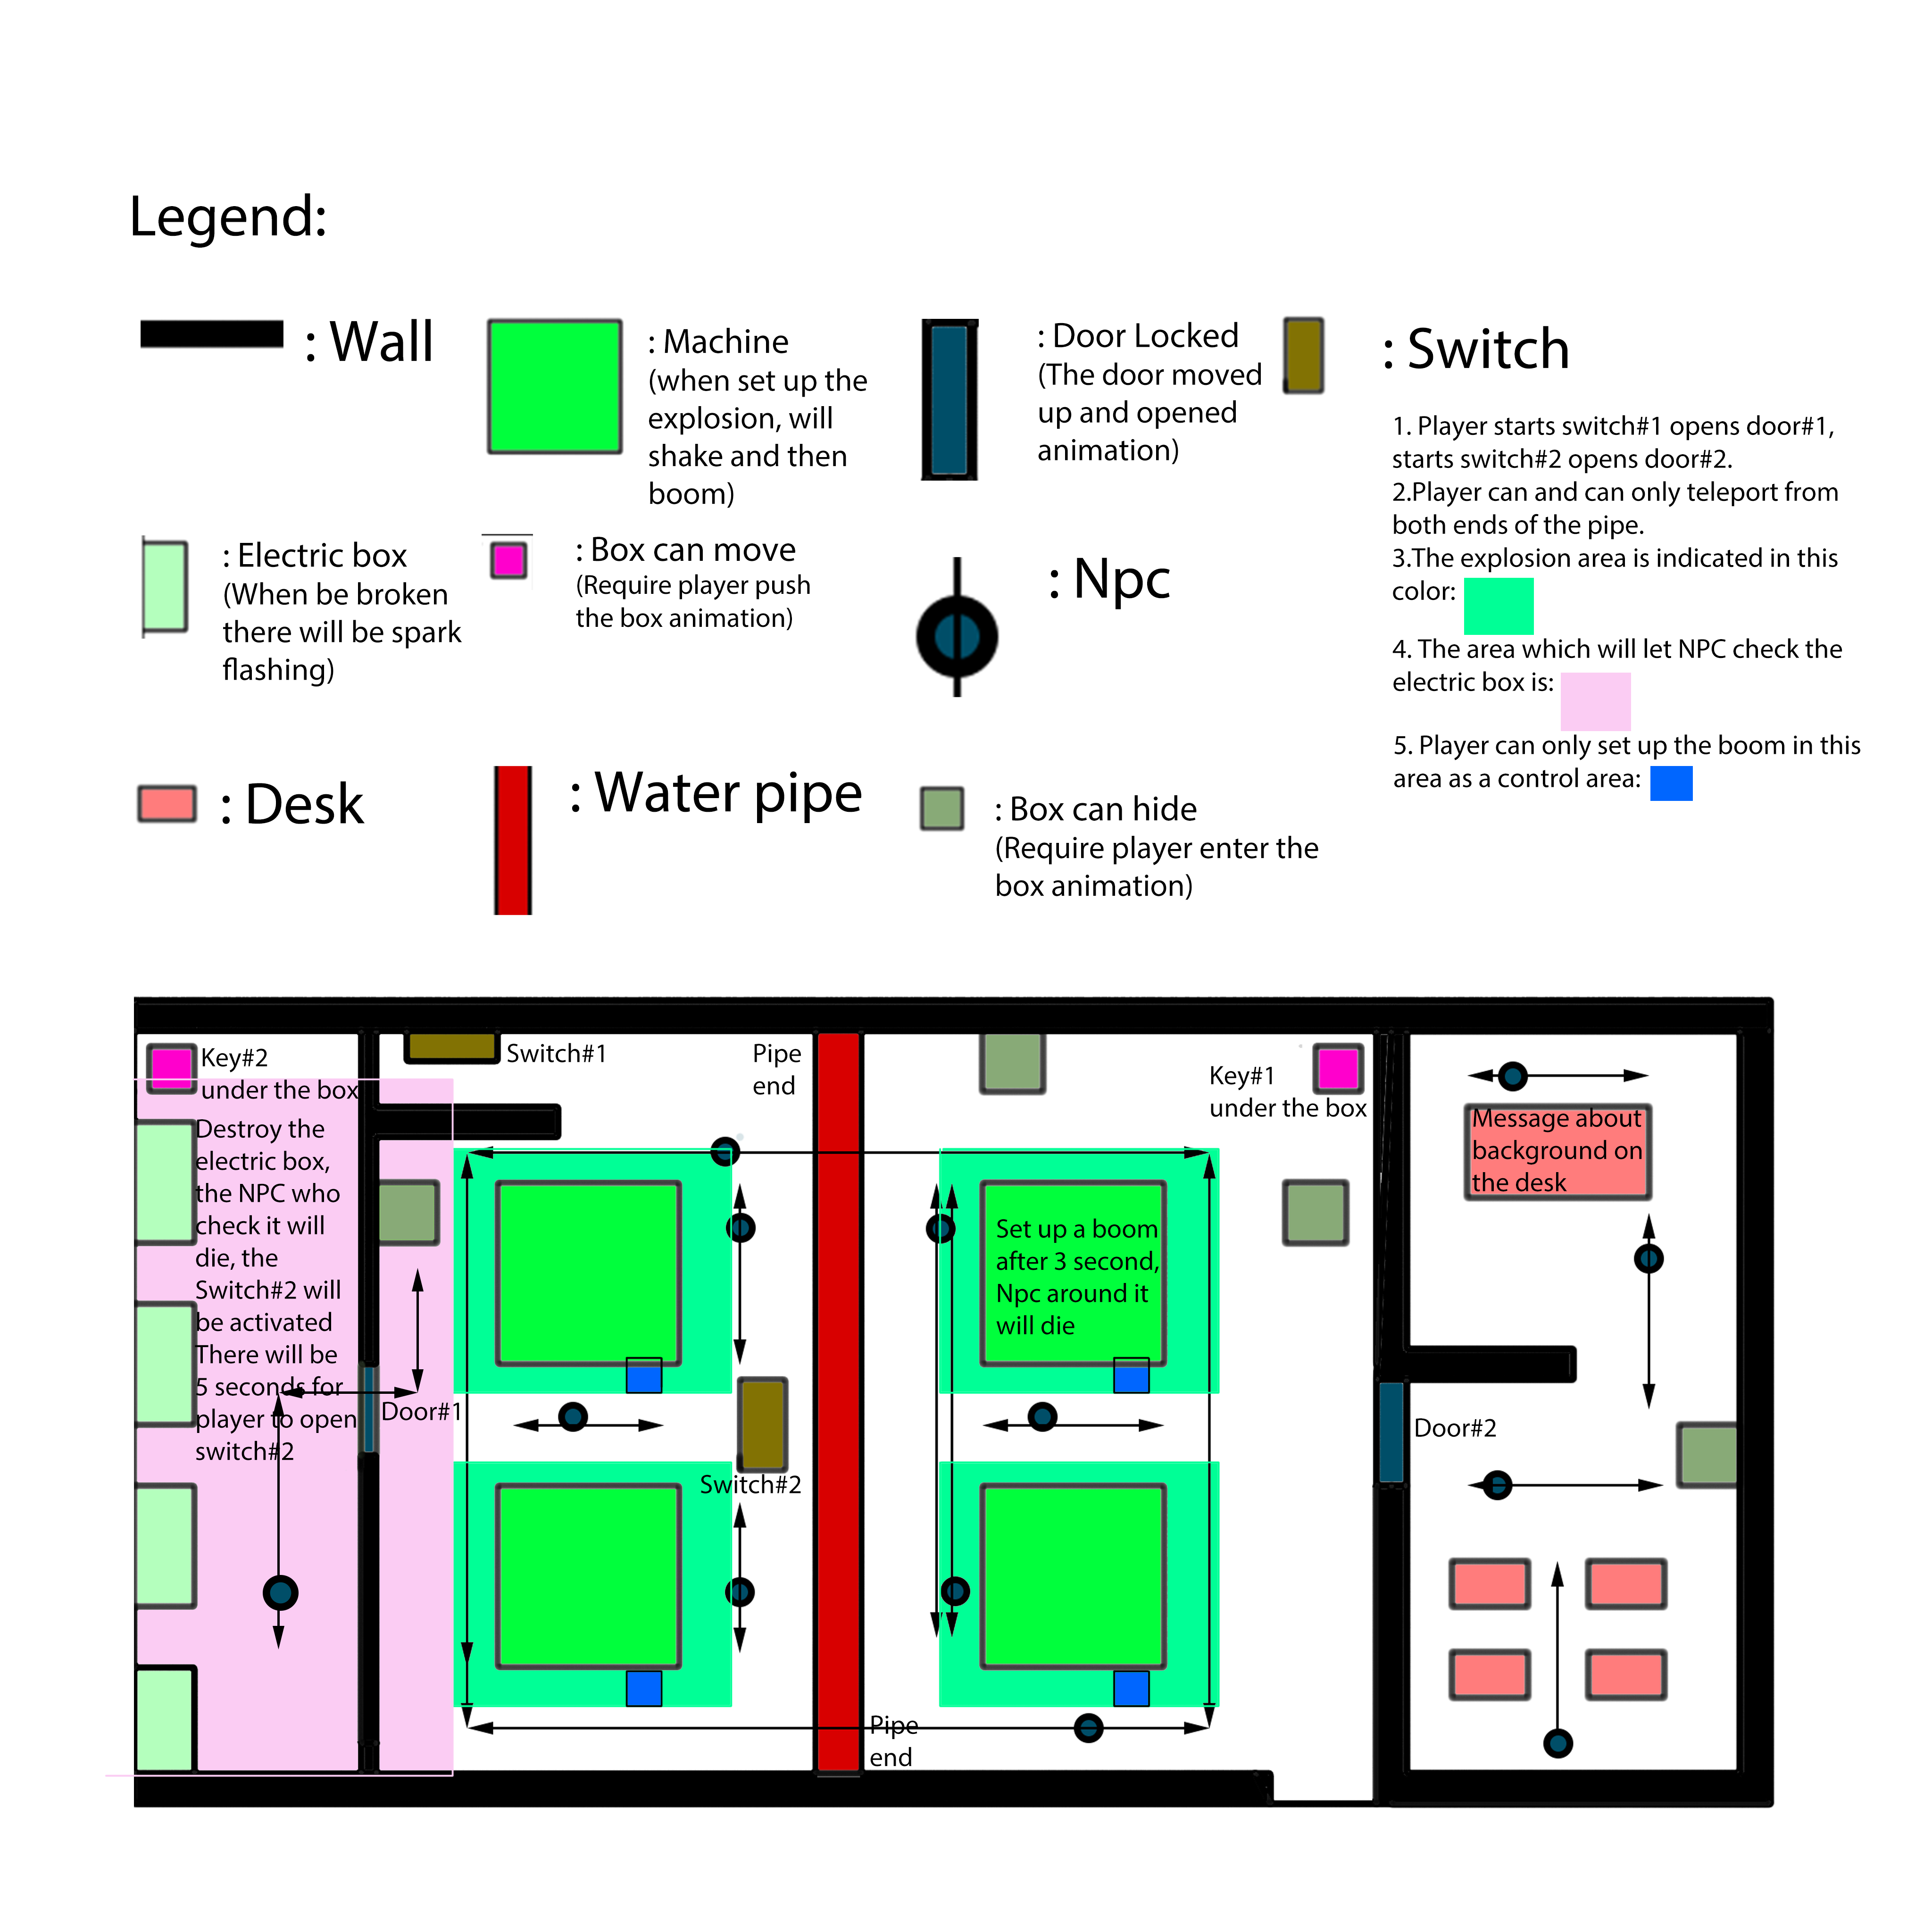 Legend:
: Wall
: Machine
(when set up the
explosion, will
shake and then
boom)
: Door Locked
(The door moved
up and opened
animation)
: Switch
1. Player starts switch#1 opens door#1,
starts switch#2 opens door#2.
2.Player can and can only teleport from
both ends of the pipe.
3.The explosion area is indicated in this
color:
4. The area which will let NPC check the
electric box is:
5. Player can only set up the boom in this
area as a control area:
: Electric box
(When be broken
there will be spark
flashing)
: Box can move
(Require player push
the box animation)
: Npc
: Desk
: Water pipe
: Box can hide
(Require player enter the
box animation)
Key#2
under the box
Destroy the
electric box,
the NPC who
check it will
die, the
Switch#2 will
be activated
There will be
5 seconds for
player to open
switch#2
Switch#1
Door#1
Pipe
end
Switch#2
Set up a boom
after 3 second,
Npc around it
will die
Key#1
under the box
Pipe
end
Message about
background on
the desk
Door#2